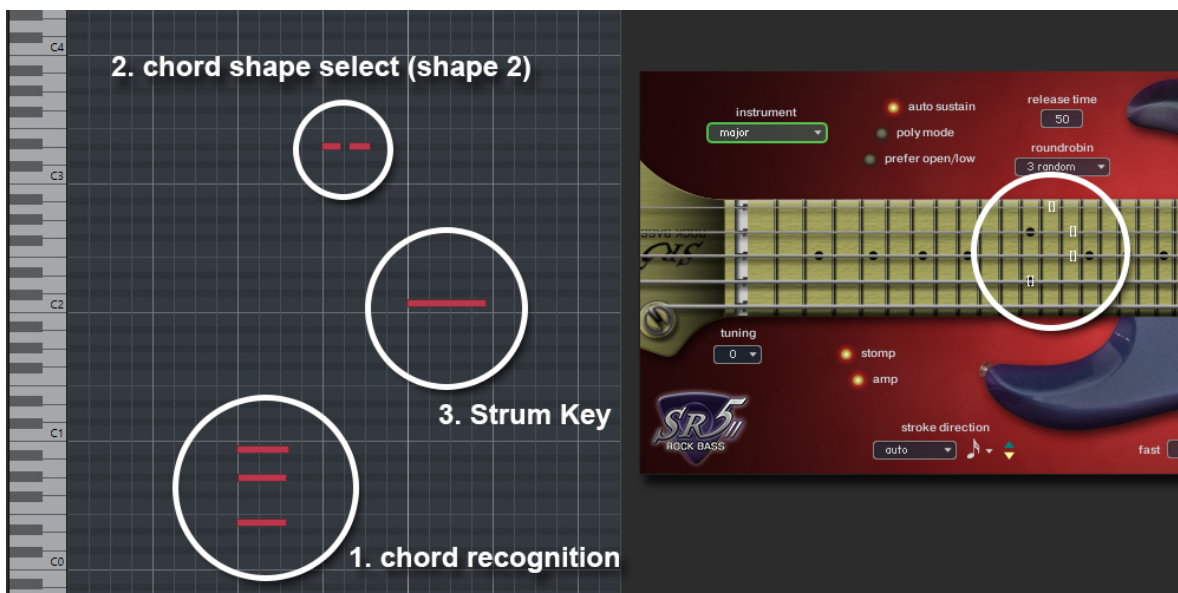 C4
2. chord shape select (shape 2)
C3
C2
3. Strum Key
C1
1. chord recognition
C0
instrument
major
auto sustain
poly mode
prefer open/low
release time
50
roundrobin
3 random
[]
[]
[]
[]
tuning
0
stomp
amp
SR5 II
ROCK BASS
stroke direction
auto
fast